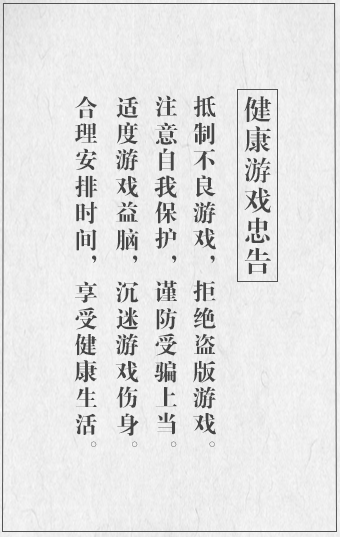 健康游戏忠告
抵制不良游戏，拒绝盗版游戏。
注意自我保护，谨防受骗上当。
适度游戏益脑，沉迷游戏伤身。
合理安排时间，享受健康生活。